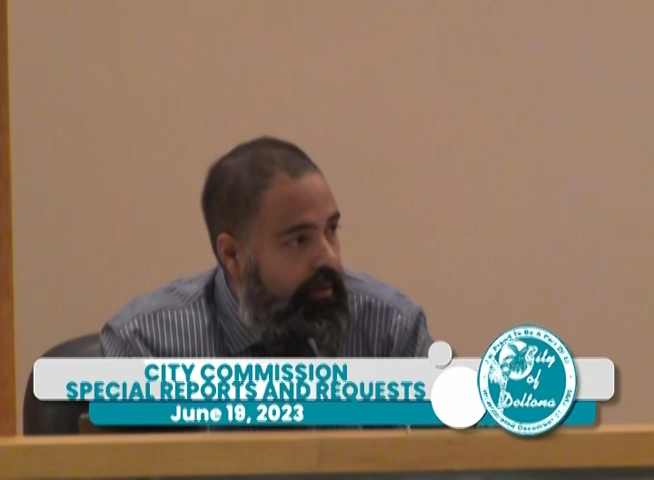 CITY COMMISSION
SPECIAL REPORTS AND REQUESTS
June 19, 2023
City
of
Deltona